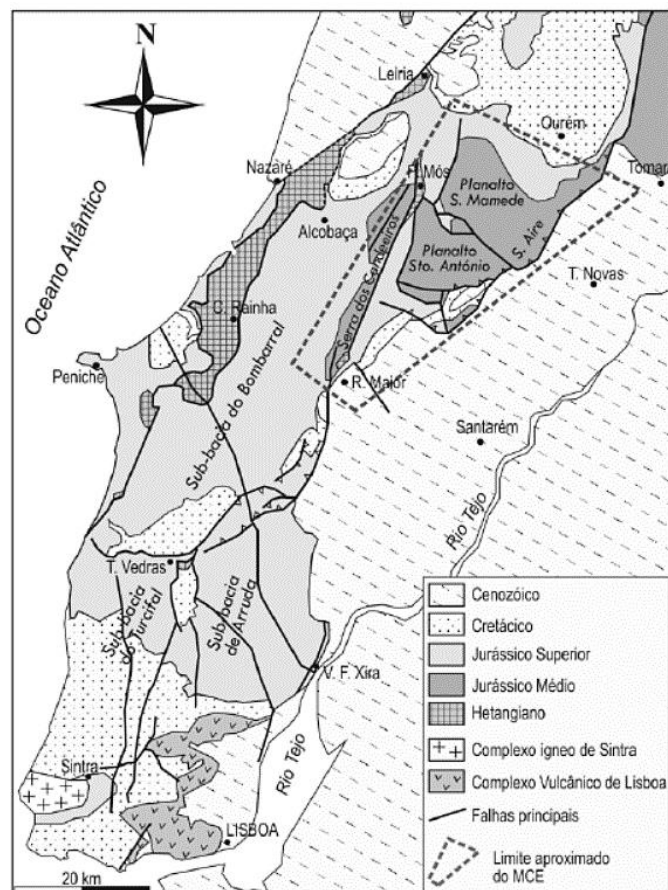 N
Leiria
Ourém
Nazaré
P. Mós
Tomar
Planalto
S. Mamede
Alcobaça
Oceano Atlântico
Planalto
Sto. António
S. Aire
Serra dos Candeeiros
T. Novas
C. Rainha
Peniche
R. Maior
Sub-bacia do Bombarral
Santarém
Rio Tejo
T. Vedras
Sub-bacia
do Turcifal
Sub-bacia
de Arruda
V. F. Xira
Sintra
Rio Tejo
LISBOA
20 km
Cenozóico
Cretácico
Jurássico Superior
Jurássico Médio
Hetangiano
Complexo ígneo de Sintra
Complexo Vulcânico de Lisboa
Falhas principais
Limite aproximado
do MCE